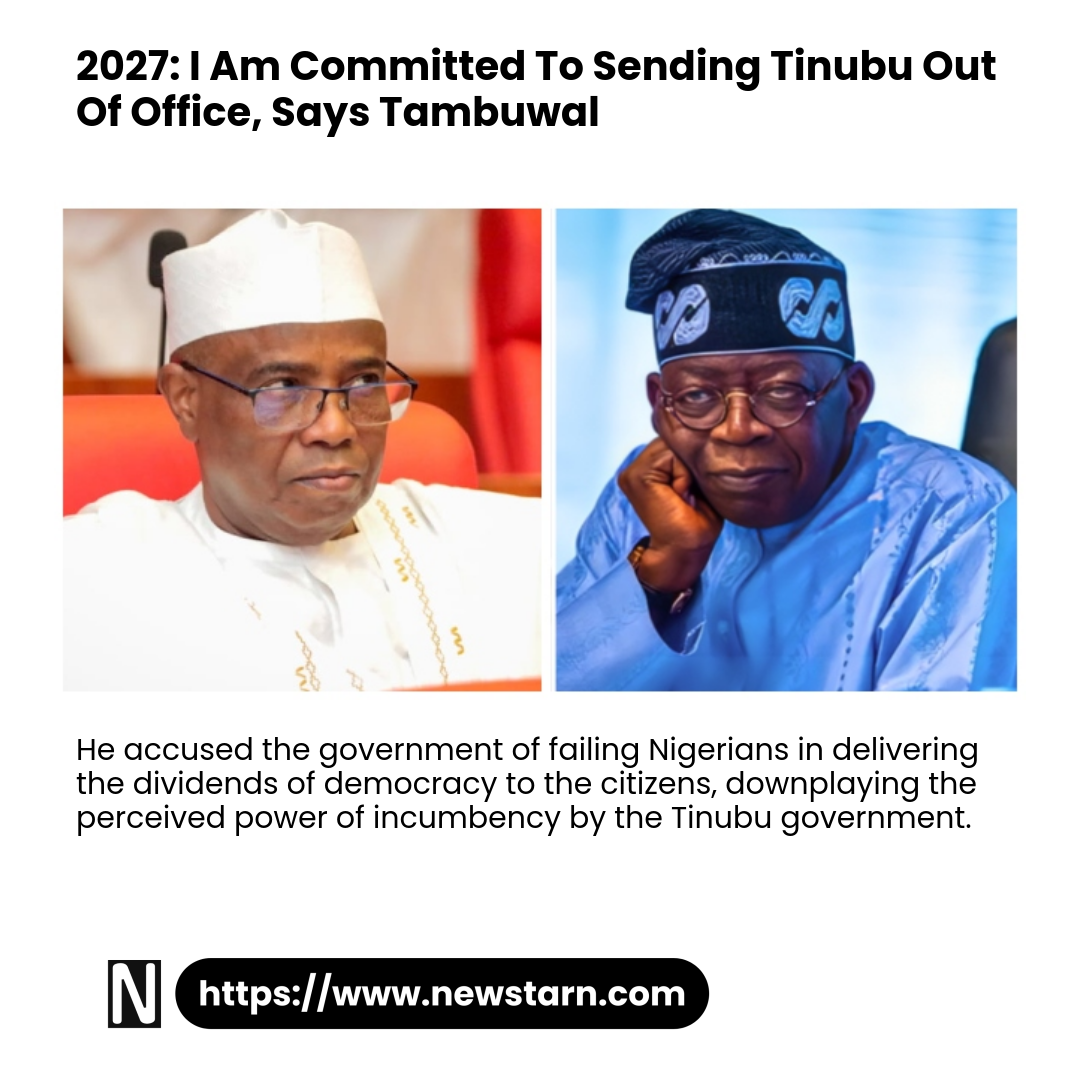 2027: I Am Committed To Sending Tinubu Out
Of Office, Says Tambuwal
He accused the government of failing Nigerians in delivering
the dividends of democracy to the citizens, downplaying the
perceived power of incumbency by the Tinubu government.
N
https://www.newstarn.com